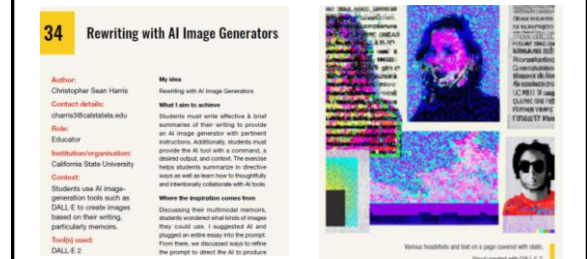 34
Rewriting with AI Image Generators
Author:
Christopher Sean Harris
Contact details:
charris3@calstatela.edu
Role:
Educator
Institution/organisation:
California State University
Context:
Students use AI image-
generation tools such as
DALL-E to create images
based on their writing,
particularly memoirs.
Tool(s) used:
DALL-E 2
My idea
Rewriting with AI Image Generators
What I aim to achieve
Students must write effective & brief
summaries of their writing to provide
an AI image generator with pertinent
instructions. Additionally, students must
provide the AI tool with a command, a
desired output, and context. The exercise
helps students summarize in directive
ways as well as learn how to thoughtfully
and intentionally collaborate with AI tools.
Where the inspiration comes from
Discussing their multimodal memoirs,
students wondered what kinds of images
they could use. I suggested AI and
plugged an entire essay into the prompt.
From there, we discussed ways to refine
the prompt to direct the AI to produce
Various headshots and text on a page covered with static.
Visual created with DALL-E 2